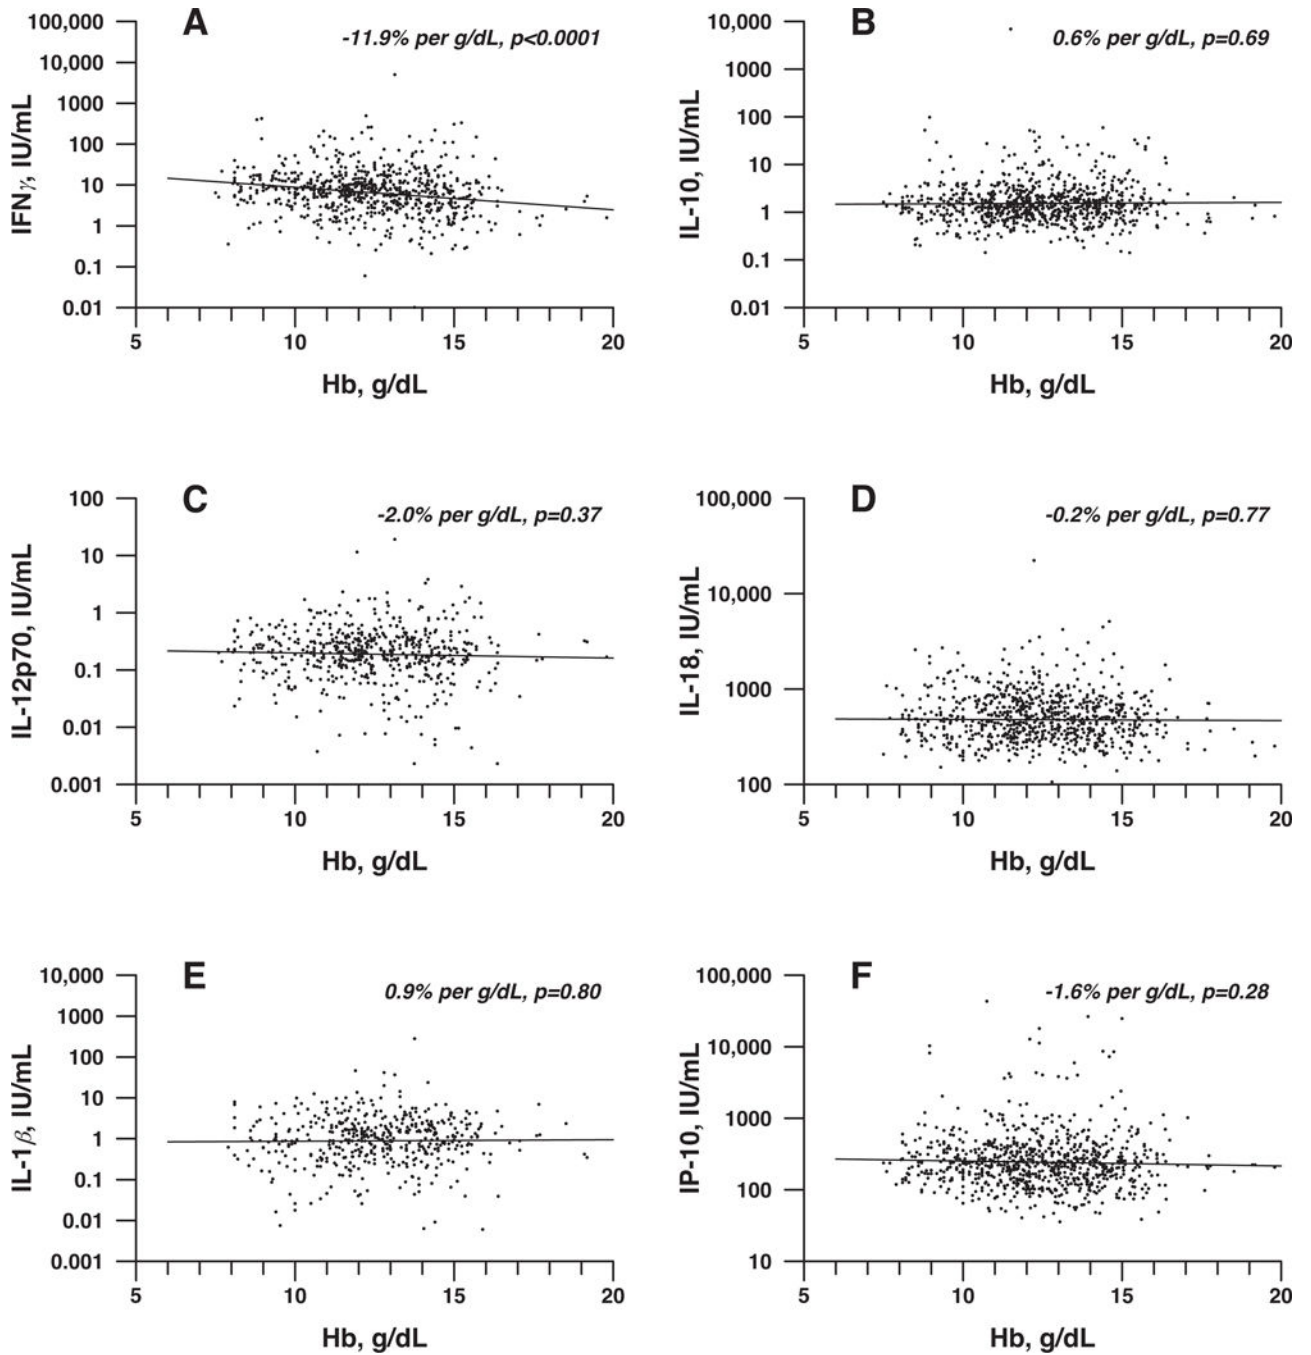 A
-11.9% per g/dL, p<0.0001
IFNγ, IU/mL
100,000
10,000
1000
100
10
1
0.1
0.01
5 10 15 20
Hb, g/dL
B
0.6% per g/dL, p=0.69
IL-10, IU/mL
10,000
1000
100
10
1
0.1
0.01
5 10 15 20
Hb, g/dL
C
-2.0% per g/dL, p=0.37
IL-12p70, IU/mL
100
10
1
0.1
0.01
0.001
5 10 15 20
Hb, g/dL
D
-0.2% per g/dL, p=0.77
IL-18, IU/mL
100,000
10,000
1000
100
5 10 15 20
Hb, g/dL
E
0.9% per g/dL, p=0.80
IL-1β, IU/mL
10,000
1000
100
10
1
0.1
0.01
0.001
5 10 15 20
Hb, g/dL
F
-1.6% per g/dL, p=0.28
IP-10, IU/mL
100,000
10,000
1000
100
10
5 10 15 20
Hb, g/dL